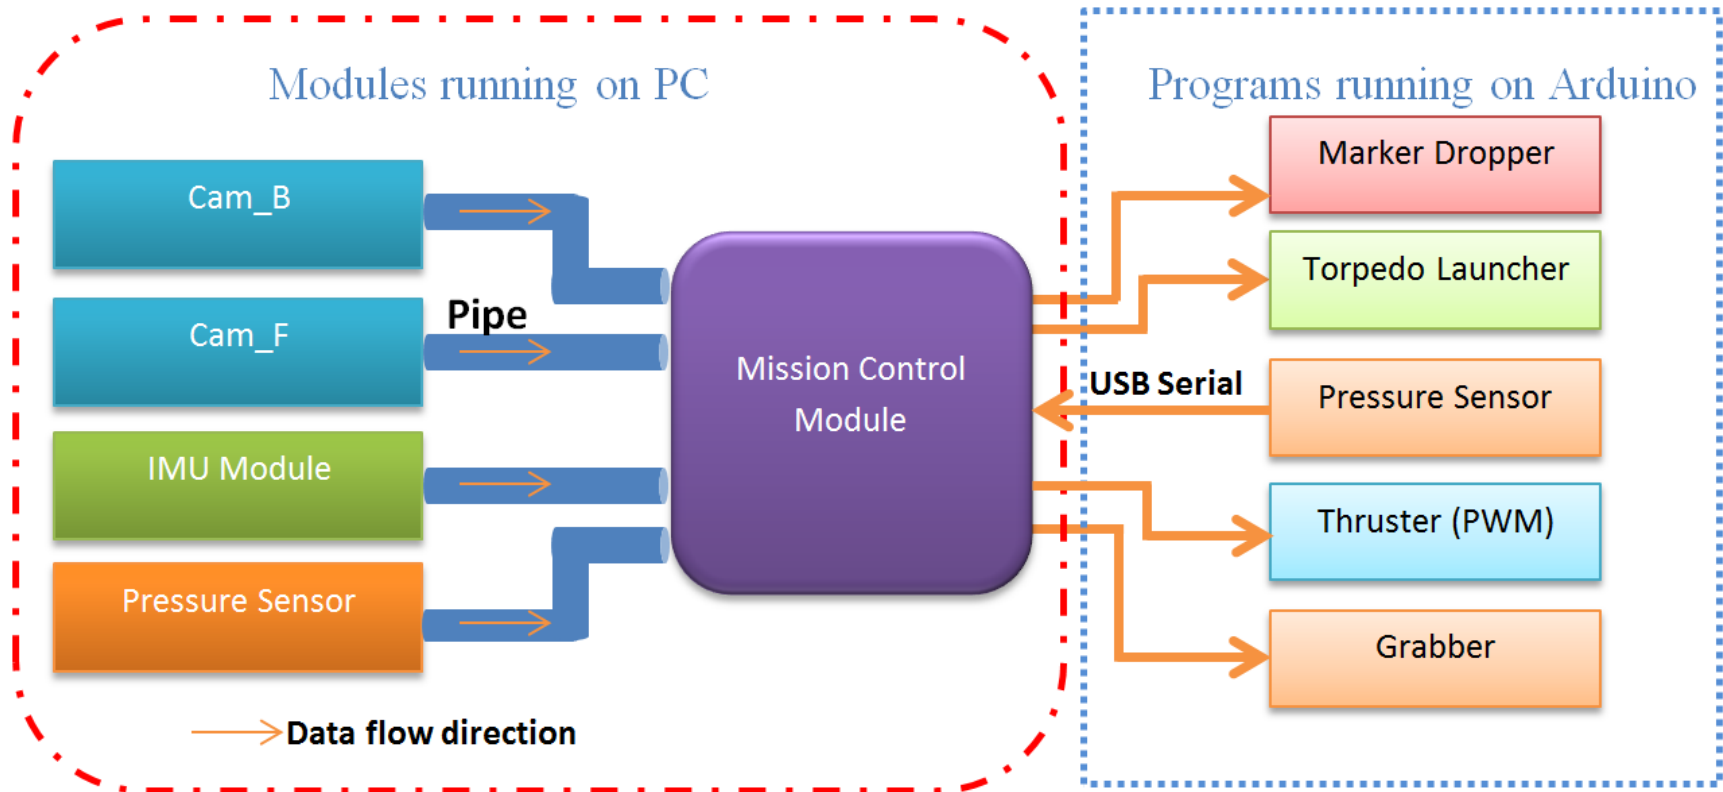 Modules running on PC
Programs running on Arduino
Cam_B
Cam_F
IMU Module
Pressure Sensor
Pipe
Mission Control
Module
USB Serial
Marker Dropper
Torpedo Launcher
Pressure Sensor
Thruster (PWM)
Grabber
Data flow direction